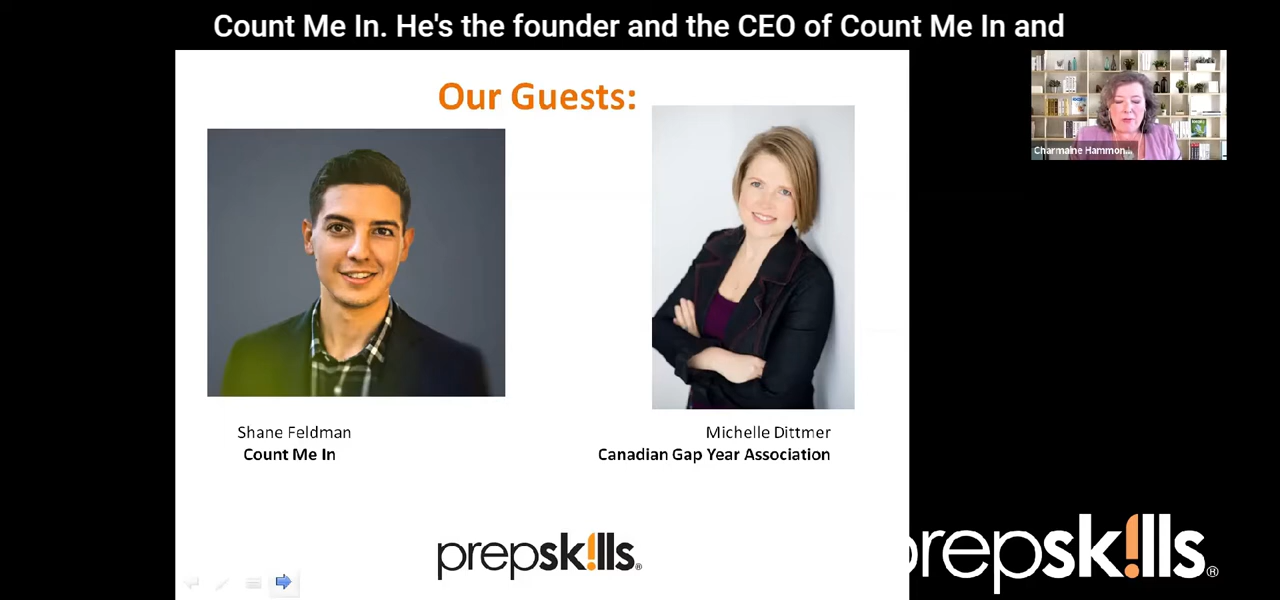 Count Me In. He's the founder and the CEO of Count Me In and
Our Guests:
Charmaine Hammon...
Shane Feldman
Count Me In
Michelle Dittmer
Canadian Gap Year Association
prepsk!lls®
prepsk!lls®